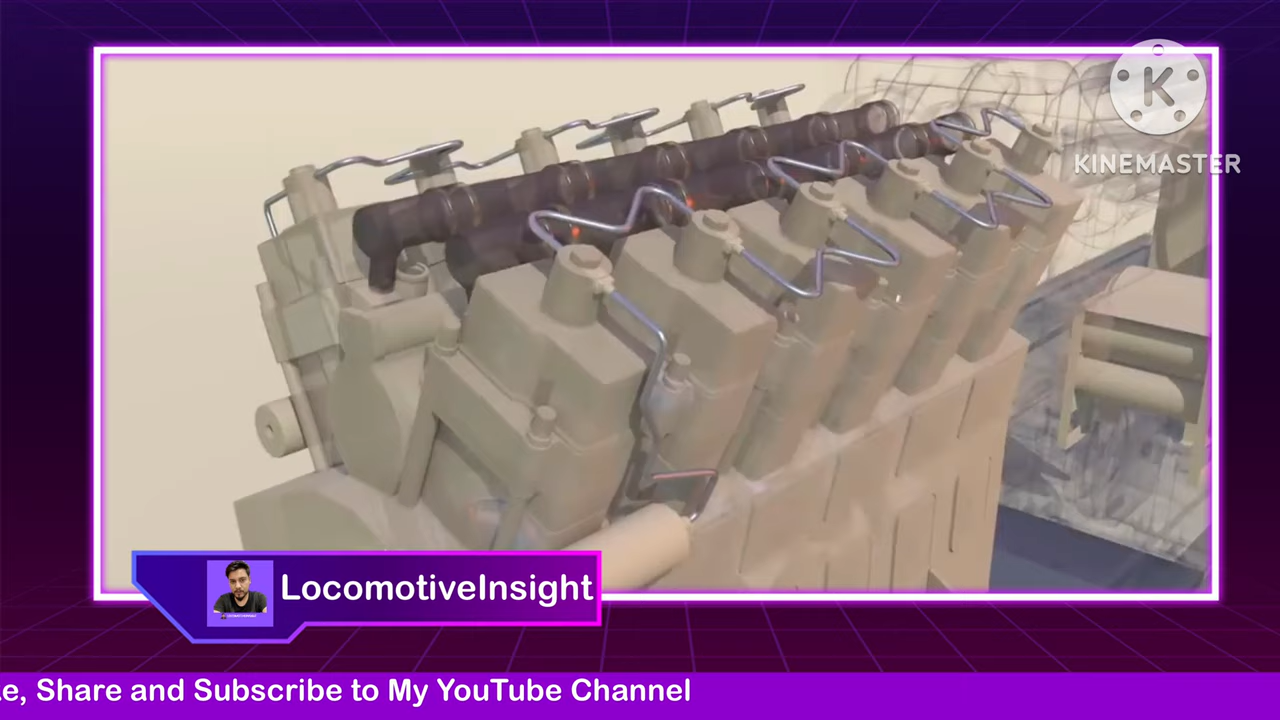 K
KINEMASTER
LocomotiveInsight
e, Share and Subscribe to My YouTube Channel